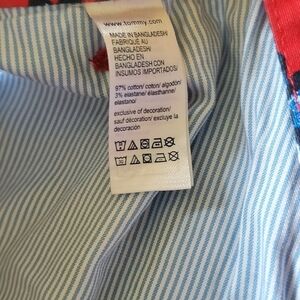 www.tommy.com
MADE IN BANGLADESH/
FABRIQUÉ AU
BANGLADESH/
HECHO EN
BANGLADESH CON
INSUMOS IMPORTADOS/
97% cotton/ coton/ algodón/
3% elastane/ élasthanne/
elastano/
exclusive of decoration/
sauf décoration/ excluye la
decoración